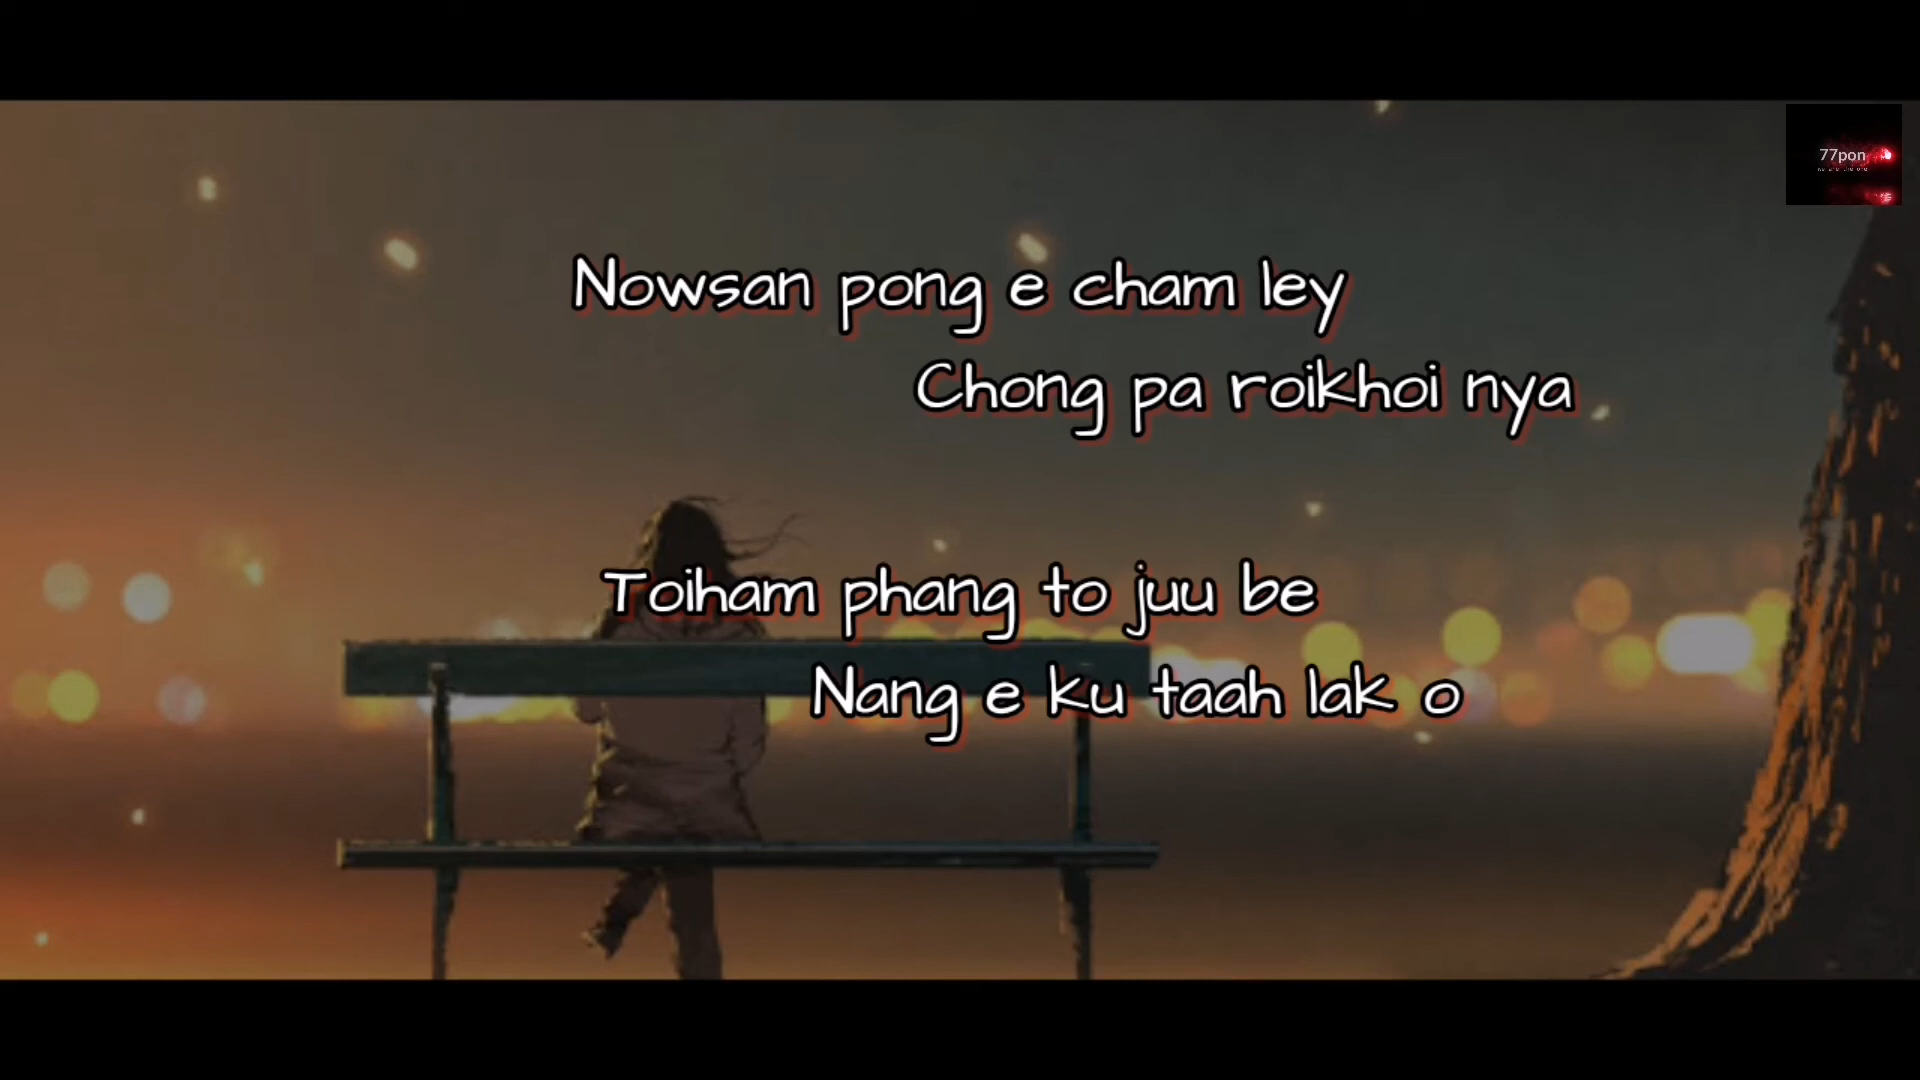 77pon
Nowsan pong e cham ley
Chong pa roikhoi nya
Toiham phang to juu be
Nang e ku taah lak o